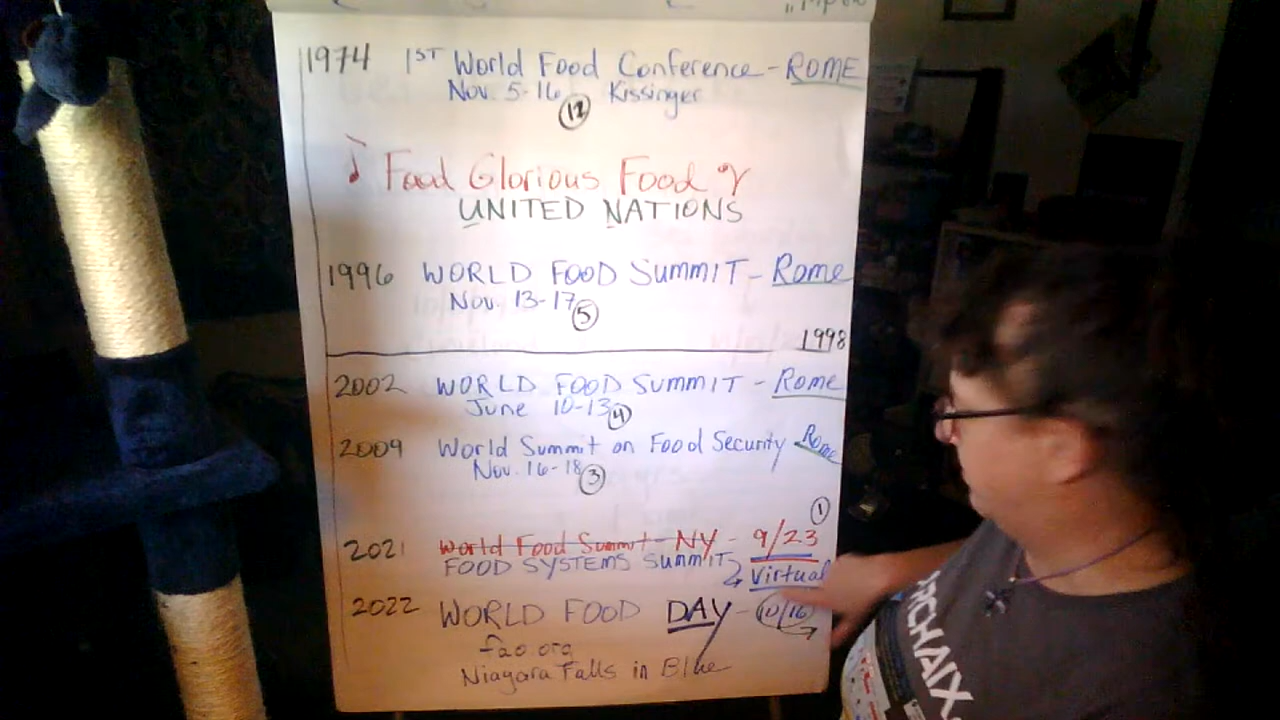 1974 1ST World Food Conference - ROME
Nov. 5-16 Kissinger
12
Food Glorious Food
UNITED NATIONS
1996 WORLD FOOD SUMMIT - Rome
Nov. 13-17
5
1998
2002 WORLD FOOD SUMMIT - Rome
June 10-13
4
2009 World Summit on Food Security Rome
Nov. 16-18
3
1
2021 World Food Summit - NY - 9/23
FOOD SYSTEMS SUMMIT Virtual
2022 WORLD FOOD DAY - 10/16
fao org
Niagara Falls in Blue
ARCHAIX.